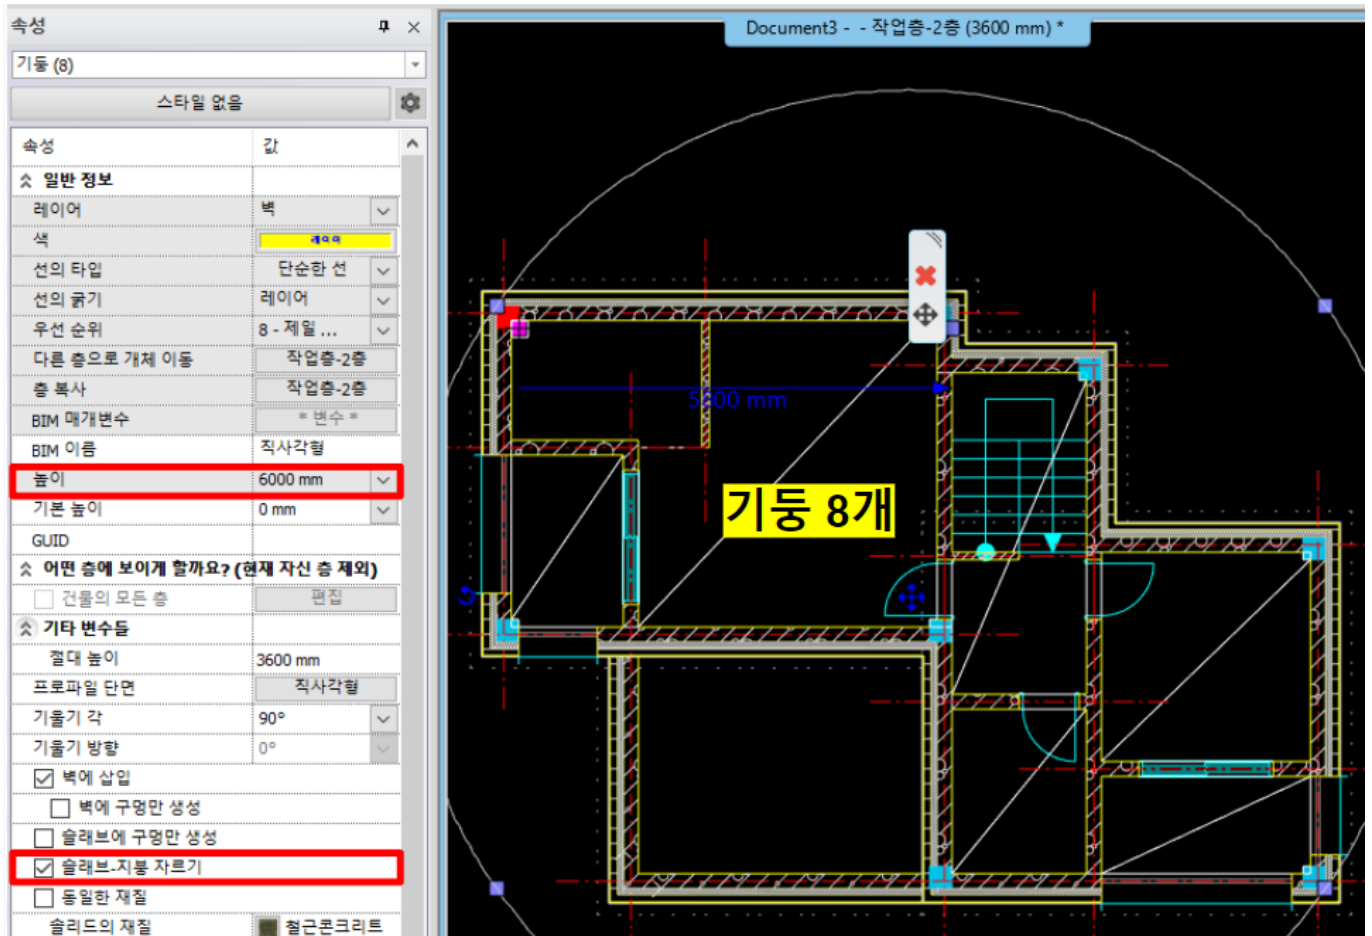 속성
기둥 (8)
스타일 없음
속성 값
일반 정보
레이어 벽
색 레이어
선의 타입 단순한 선
선의 굵기 레이어
우선 순위 8 - 제일 ...
다른 층으로 개체 이동 작업층-2층
층 복사 작업층-2층
BIM 매개변수 * 변수 *
BIM 이름 직사각형
높이 6000 mm
기본 높이 0 mm
GUID
어떤 층에 보이게 할까요? (현재 자신 층 제외)
건물의 모든 층 편집
기타 변수들
절대 높이 3600 mm
프로파일 단면 직사각형
기울기 각 90°
기울기 방향 0°
벽에 삽입
벽에 구멍만 생성
슬래브에 구멍만 생성
슬래브-지붕 자르기
동일한 재질
솔리드의 재질 철근콘크리트
Document3 - - 작업층-2층 (3600 mm) *
mm
기둥 8개